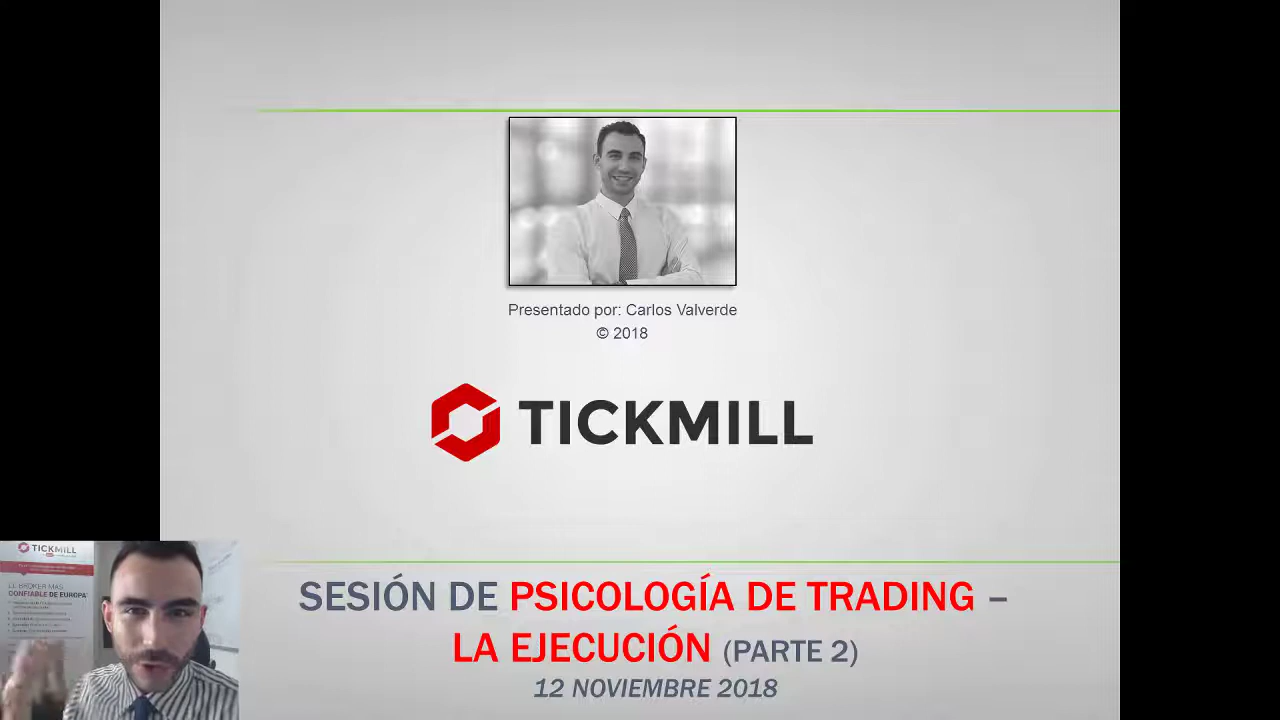 Presentado por: Carlos Valverde
© 2018
TICKMILL
TICKMILL
EL BROKER MÁS
CONFIABLE DE EUROPA
SESIÓN DE PSICOLOGÍA DE TRADING –
LA EJECUCIÓN (PARTE 2)
12 NOVIEMBRE 2018